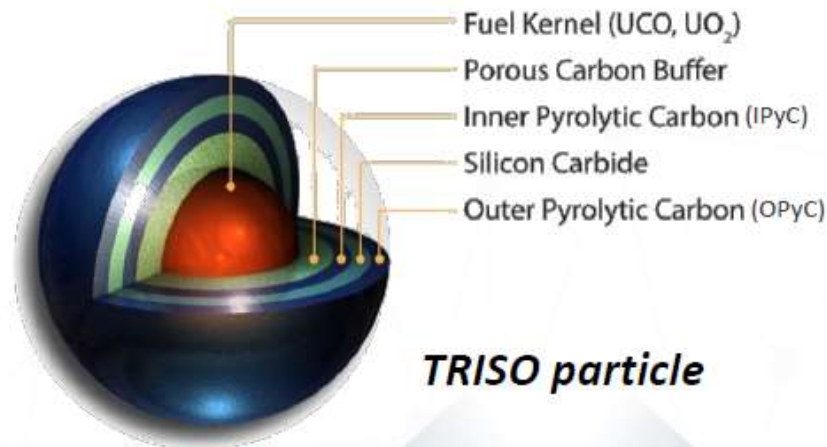 Fuel Kernel (UCO, UO₂)
Porous Carbon Buffer
Inner Pyrolytic Carbon (IPyC)
Silicon Carbide
Outer Pyrolytic Carbon (OPyC)
TRISO particle